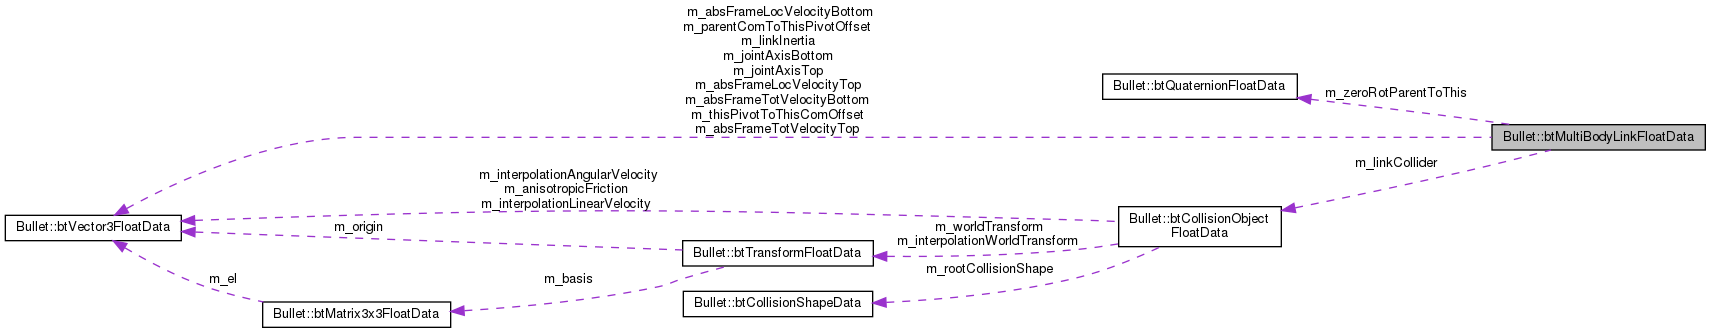 m_absFrameLocVelocityBottom
m_parentComToThisPivotOffset
m_linkInertia
m_jointAxisBottom
m_jointAxisTop
m_absFrameLocVelocityTop
m_absFrameTotVelocityBottom
m_thisPivotToThisComOffset
m_absFrameTotVelocityTop
Bullet::btQuaternionFloatData
m_zeroRotParentToThis
Bullet::btMultiBodyLinkFloatData
m_linkCollider
m_interpolationAngularVelocity
m_anisotropicFriction
m_interpolationLinearVelocity
Bullet::btVector3FloatData
m_origin
m_worldTransform
m_interpolationWorldTransform
Bullet::btCollisionObject
FloatData
Bullet::btTransformFloatData
m_rootCollisionShape
m_el
m_basis
Bullet::btCollisionShapeData
Bullet::btMatrix3x3FloatData